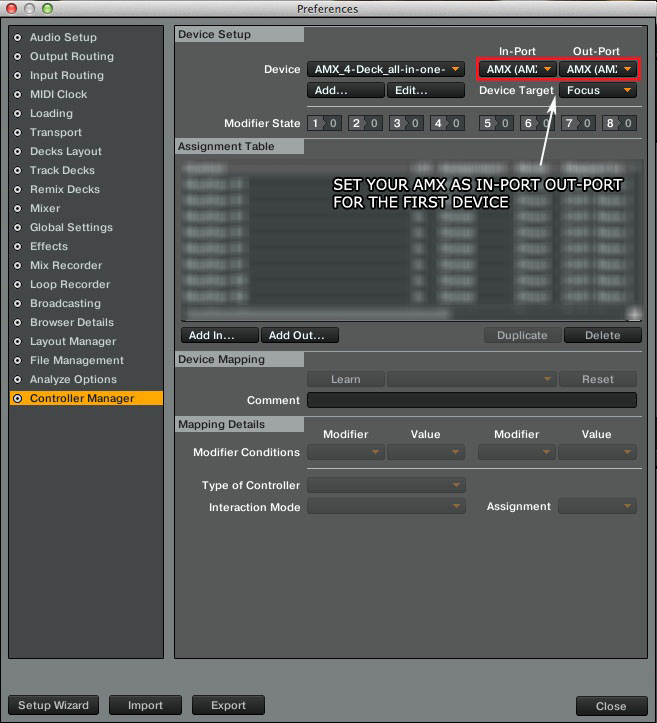 Preferences
Audio Setup
Output Routing
Input Routing
MIDI Clock
Loading
Transport
Decks Layout
Track Decks
Remix Decks
Mixer
Global Settings
Effects
Mix Recorder
Loop Recorder
Broadcasting
Browser Details
Layout Manager
File Management
Analyze Options
Controller Manager
Device Setup
In-Port Out-Port
Device AMX_4-Deck_all-in-one- AMX (AM AMX (AM
Add... Edit... Device Target Focus
Modifier State 1 0 2 0 3 0 4 0 5 0 6 0 7 0 8 0
Assignment Table
SET YOUR AMX AS IN-PORT OUT-PORT
FOR THE FIRST DEVICE
Add In... Add Out... Duplicate Delete
Device Mapping
Learn Reset
Comment
Mapping Details
Modifier Value Modifier Value
Modifier Conditions
Type of Controller
Interaction Mode Assignment
Setup Wizard Import Export Close